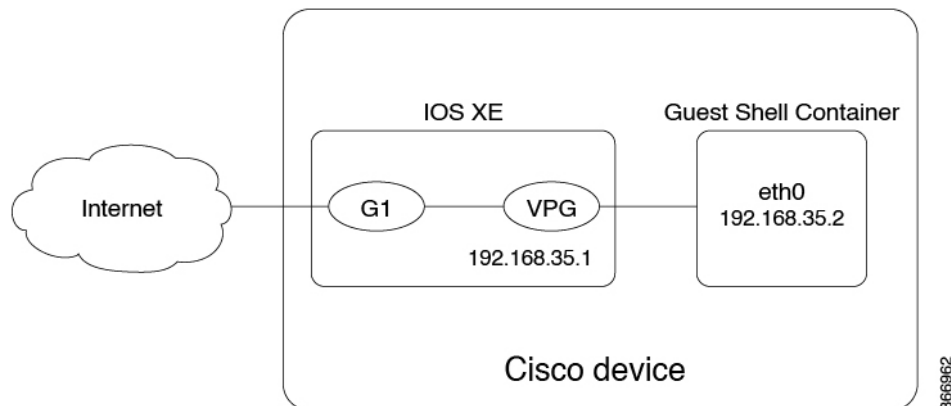 IOS XE
Guest Shell Container
Internet
G1
VPG
eth0
192.168.35.2
192.168.35.1
Cisco device
366962